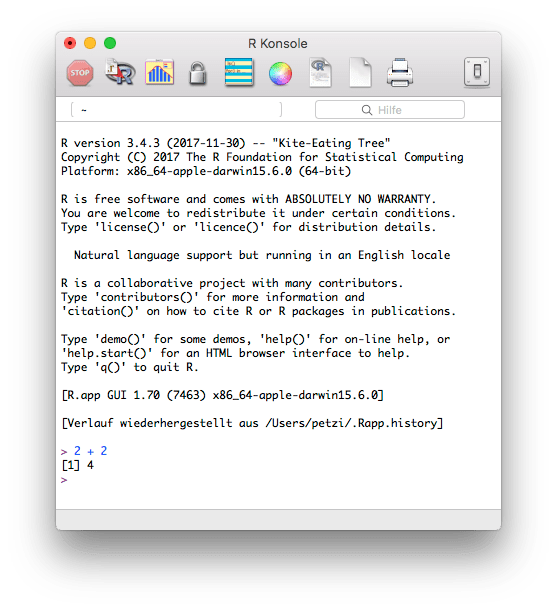 R Konsole
STOP
~
Hilfe
R version 3.4.3 (2017-11-30) -- "Kite-Eating Tree"
Copyright (C) 2017 The R Foundation for Statistical Computing
Platform: x86_64-apple-darwin15.6.0 (64-bit)
R is free software and comes with ABSOLUTELY NO WARRANTY.
You are welcome to redistribute it under certain conditions.
Type 'license()' or 'licence()' for distribution details.
Natural language support but running in an English locale
R is a collaborative project with many contributors.
Type 'contributors()' for more information and
'citation()' on how to cite R or R packages in publications.
Type 'demo()' for some demos, 'help()' for on-line help, or
'help.start()' for an HTML browser interface to help.
Type 'q()' to quit R.
[R.app GUI 1.70 (7463) x86_64-apple-darwin15.6.0]
[Verlauf wiederhergestellt aus /Users/petzi/.Rapp.history]
> 2 + 2
[1] 4
>